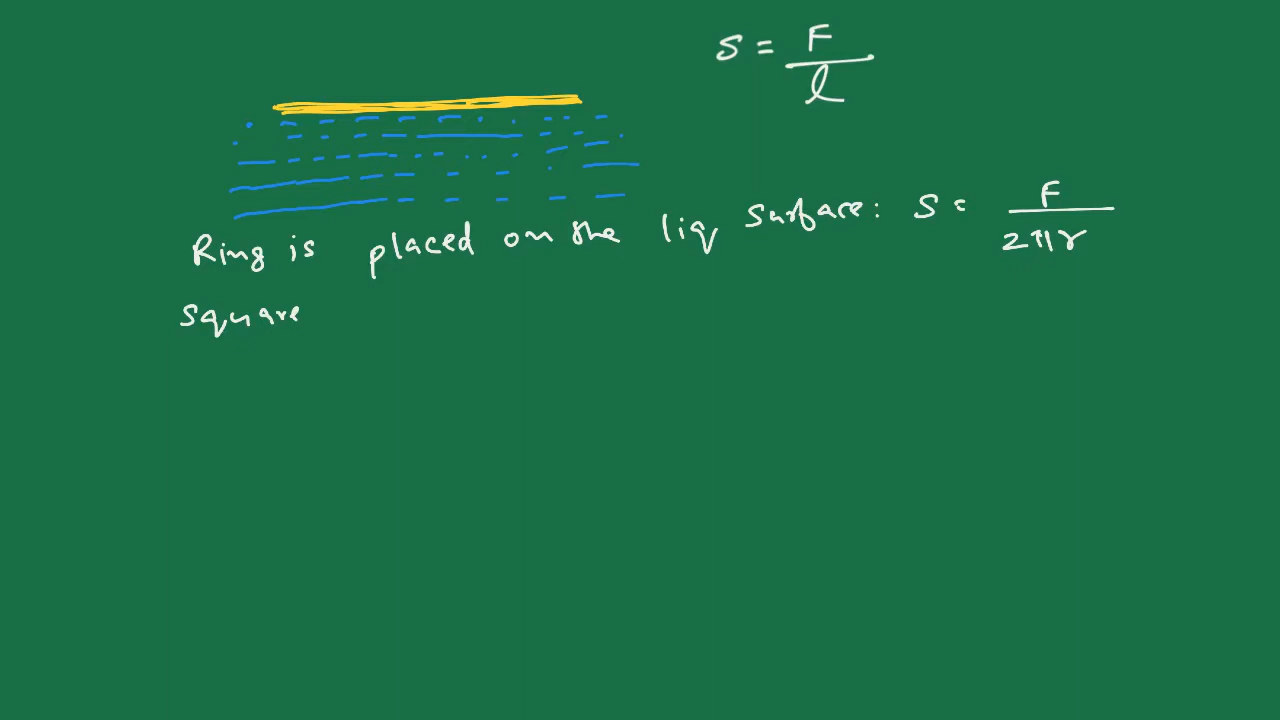 S = F / l
Ring is placed on the liq surface: S = F / 2πr
square